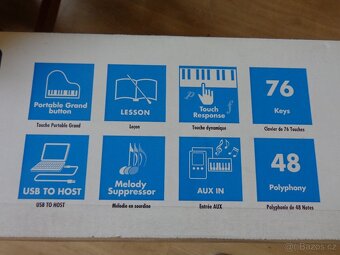 Portable Grand
button
LESSON
p
f
Touch
Response
76
Keys
Touche Portable Grand
Leçon
Touche dynamique
Clavier de 76 Touches
USB TO HOST
Melody
Suppressor
AUX IN
48
Polyphony
USB TO HOST
Mélodie en sourdine
Entrée AUX
Polyphonie de 48 Notes
Sbazos.cz